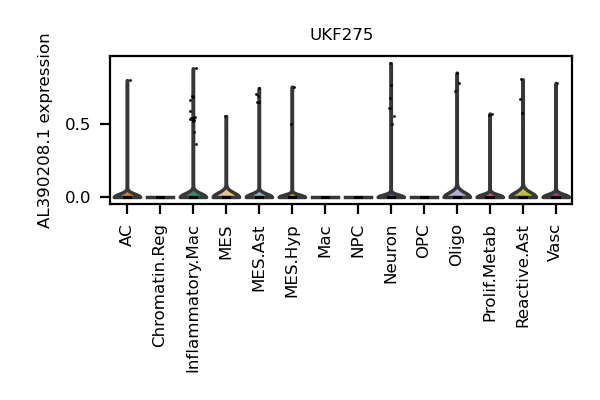 UKF275
AL390208.1 expression
0.5
0.0
AC
Chromatin.Reg
Inflammatory.Mac
MES
MES.Ast
MES.Hyp
Mac
NPC
Neuron
OPC
Oligo
Prolif.Metab
Reactive.Ast
Vasc